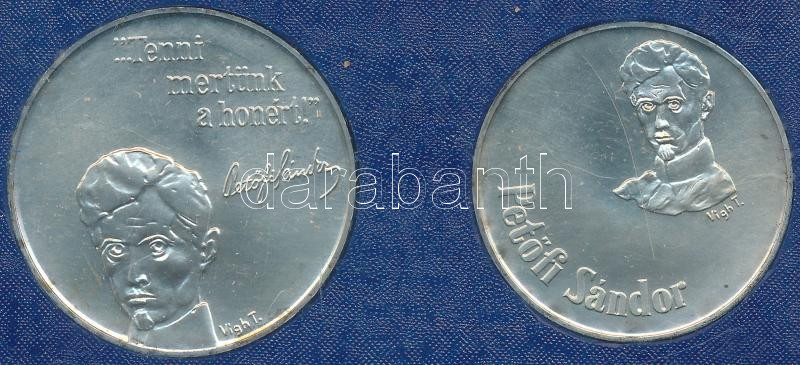 „Tenni
mertünk
a honért!”
Petőfi Sándor
Vigh T.
Petőfi Sándor
Vigh T.
darabanth